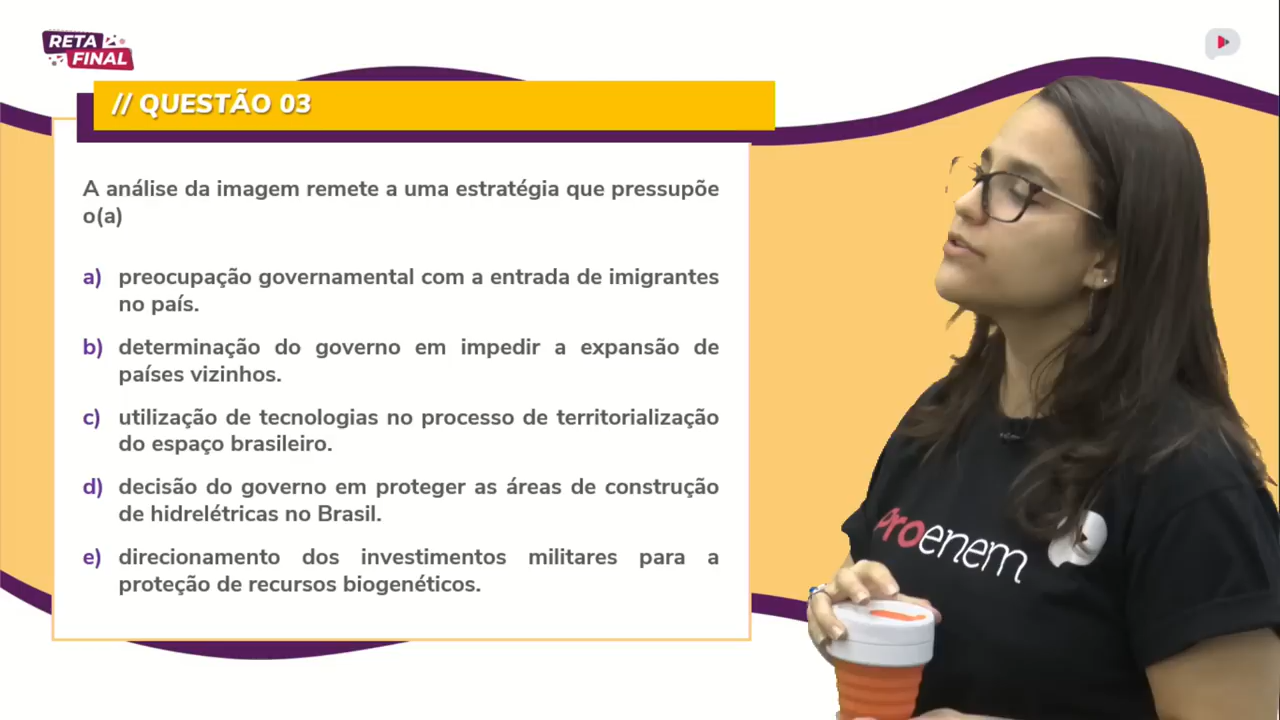 RETA
FINAL
// QUESTÃO 03
A análise da imagem remete a uma estratégia que pressupõe
o(a)
a) preocupação governamental com a entrada de imigrantes
no país.
b) determinação do governo em impedir a expansão de
países vizinhos.
c) utilização de tecnologias no processo de territorialização
do espaço brasileiro.
d) decisão do governo em proteger as áreas de construção
de hidrelétricas no Brasil.
e) direcionamento dos investimentos militares para a
proteção de recursos biogenéticos.
proenem